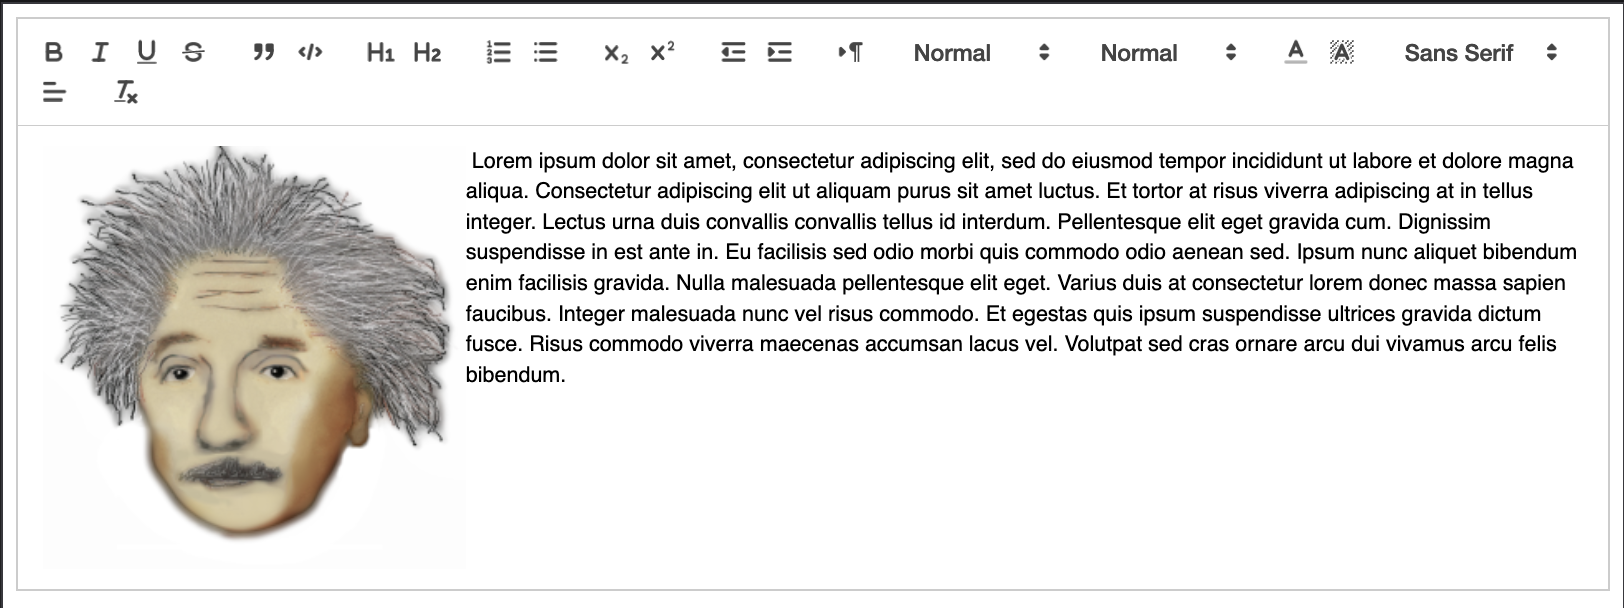 B I U S ” </> H1 H2 X2 X² ¶ Normal Normal A A Sans Serif
Tx
Lorem ipsum dolor sit amet, consectetur adipiscing elit, sed do eiusmod tempor incididunt ut labore et dolore magna
aliqua. Consectetur adipiscing elit ut aliquam purus sit amet luctus. Et tortor at risus viverra adipiscing at in tellus
integer. Lectus urna duis convallis convallis tellus id interdum. Pellentesque elit eget gravida cum. Dignissim
suspendisse in est ante in. Eu facilisis sed odio morbi quis commodo odio aenean sed. Ipsum nunc aliquet bibendum
enim facilisis gravida. Nulla malesuada pellentesque elit eget. Varius duis at consectetur lorem donec massa sapien
faucibus. Integer malesuada nunc vel risus commodo. Et egestas quis ipsum suspendisse ultrices gravida dictum
fusce. Risus commodo viverra maecenas accumsan lacus vel. Volutpat sed cras ornare arcu dui vivamus arcu felis
bibendum.